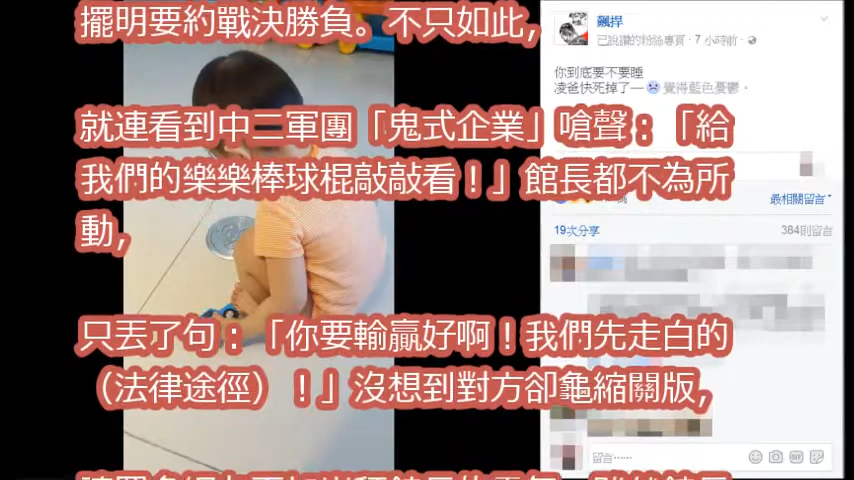 擺明要約戰決勝負。不只如此，
就連看到中二軍團「鬼式企業」嗆聲：「給
我們的樂樂棒球棍敲敲看！」館長都不為所
動，
只丟了句：「你要輸贏好啊！我們先走白的
（法律途徑）！」沒想到對方卻龜縮關版，
飆捍
已說讚的粉絲專頁 · 7 小時前 ·
你到底要不要睡
凌爸快死掉了— 覺得藍色憂鬱。
最相關留言
19次分享
384則留言
留言……